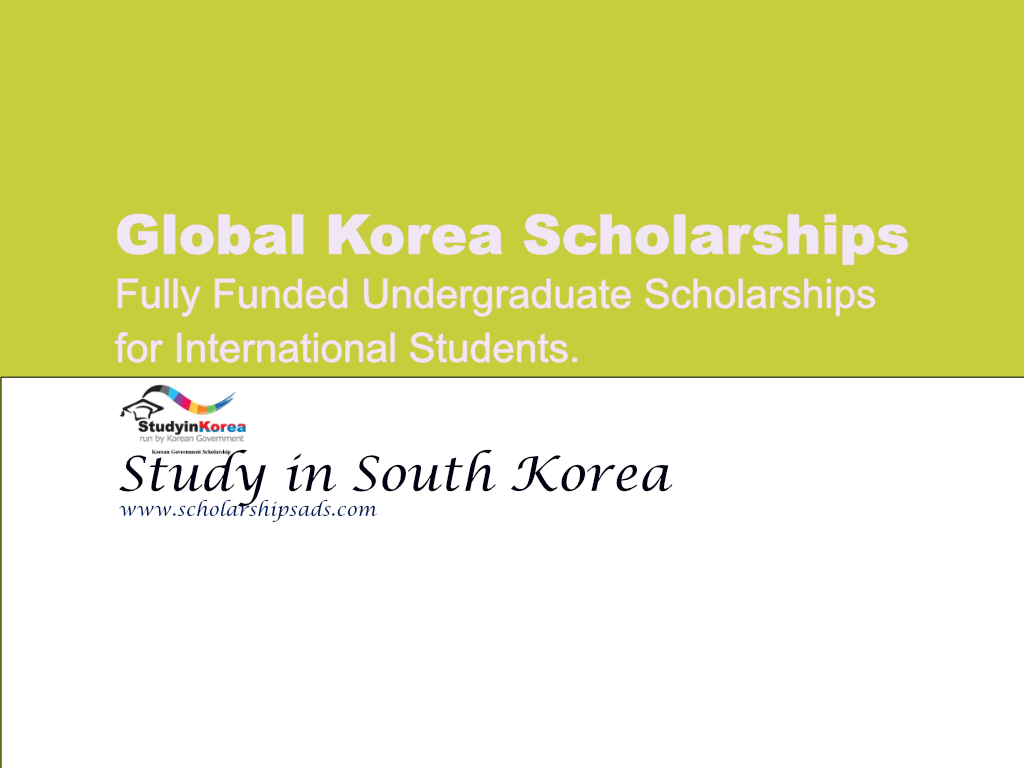 Global Korea Scholarships
Fully Funded Undergraduate Scholarships
for International Students.
StudyinKorea
run by Korean Government
Korean Government Scholarship
Study in South Korea
www.scholarshipsads.com